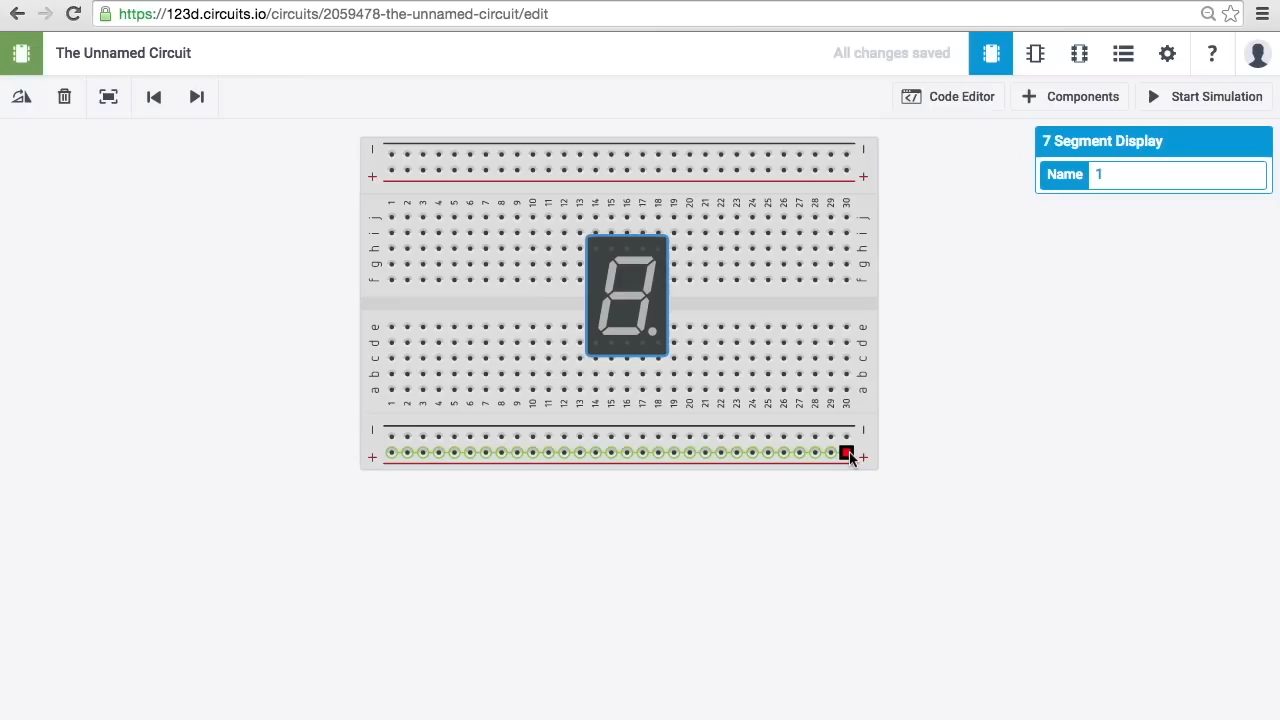 https://123d.circuits.io/circuits/2059478-the-unnamed-circuit/edit
The Unnamed Circuit
All changes saved
?
Code Editor
+ Components
Start Simulation
7 Segment Display
Name 1
− −
+ +
1 2 3 4 5 6 7 8 9 10 11 12 13 14 15 16 17 18 19 20 21 22 23 24 25 26 27 28 29 30
j j
i i
h h
g g
f f
8.
e e
d d
c c
b b
a a
1 2 3 4 5 6 7 8 9 10 11 12 13 14 15 16 17 18 19 20 21 22 23 24 25 26 27 28 29 30
− −
+ +